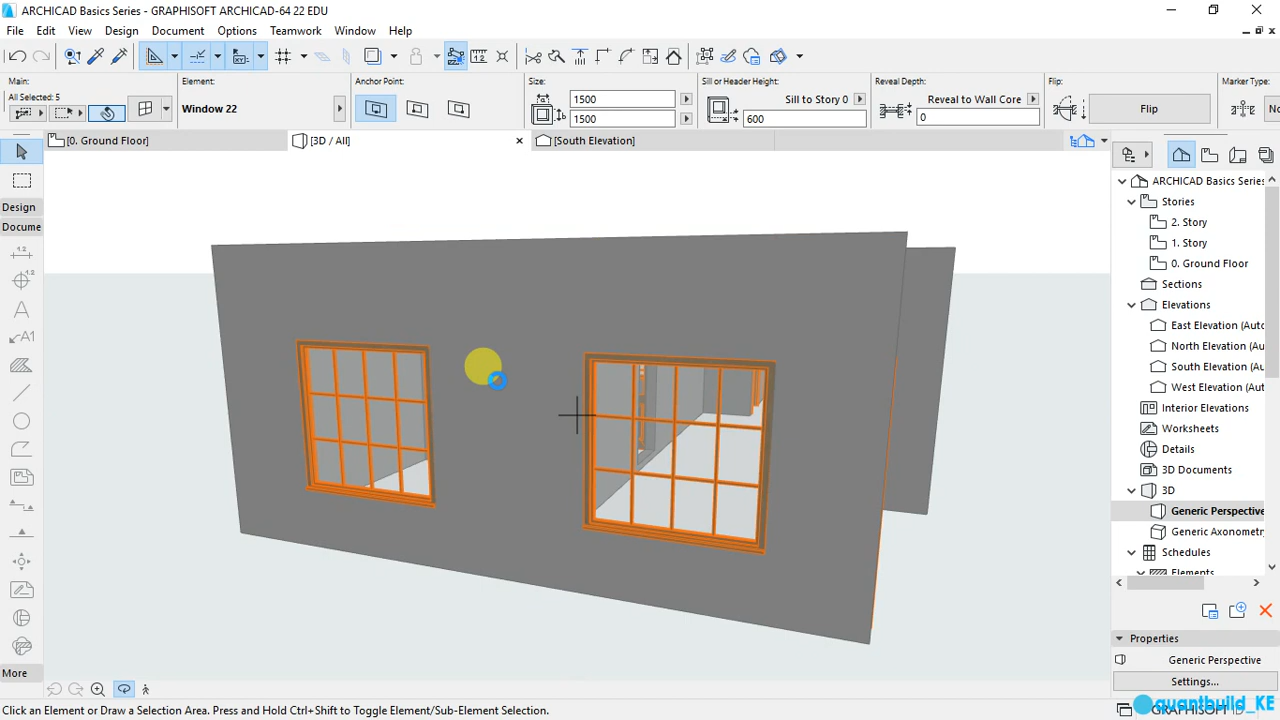 ARCHICAD Basics Series - GRAPHISOFT ARCHICAD-64 22 EDU
File Edit View Design Document Options Teamwork Window Help
Main:
All Selected: 5
Element:
Window 22
Anchor Point:
Size:
1500
1500
Sill or Header Height:
Sill to Story 0
600
Reveal Depth:
Reveal to Wall Core
0
Flip:
Flip
Marker Type:
No
[0. Ground Floor]
[3D / All]
[South Elevation]
Design
Docume
More
ARCHICAD Basics Series
Stories
2. Story
1. Story
0. Ground Floor
Sections
Elevations
East Elevation (Auto
North Elevation (Au
South Elevation (Au
West Elevation (Aut
Interior Elevations
Worksheets
Details
3D Documents
3D
Generic Perspective
Generic Axonometr
Schedules
Elements
Properties
Generic Perspective
Settings...
Click an Element or Draw a Selection Area. Press and Hold Ctrl+Shift to Toggle Element/Sub-Element Selection.
quantbuild_KE